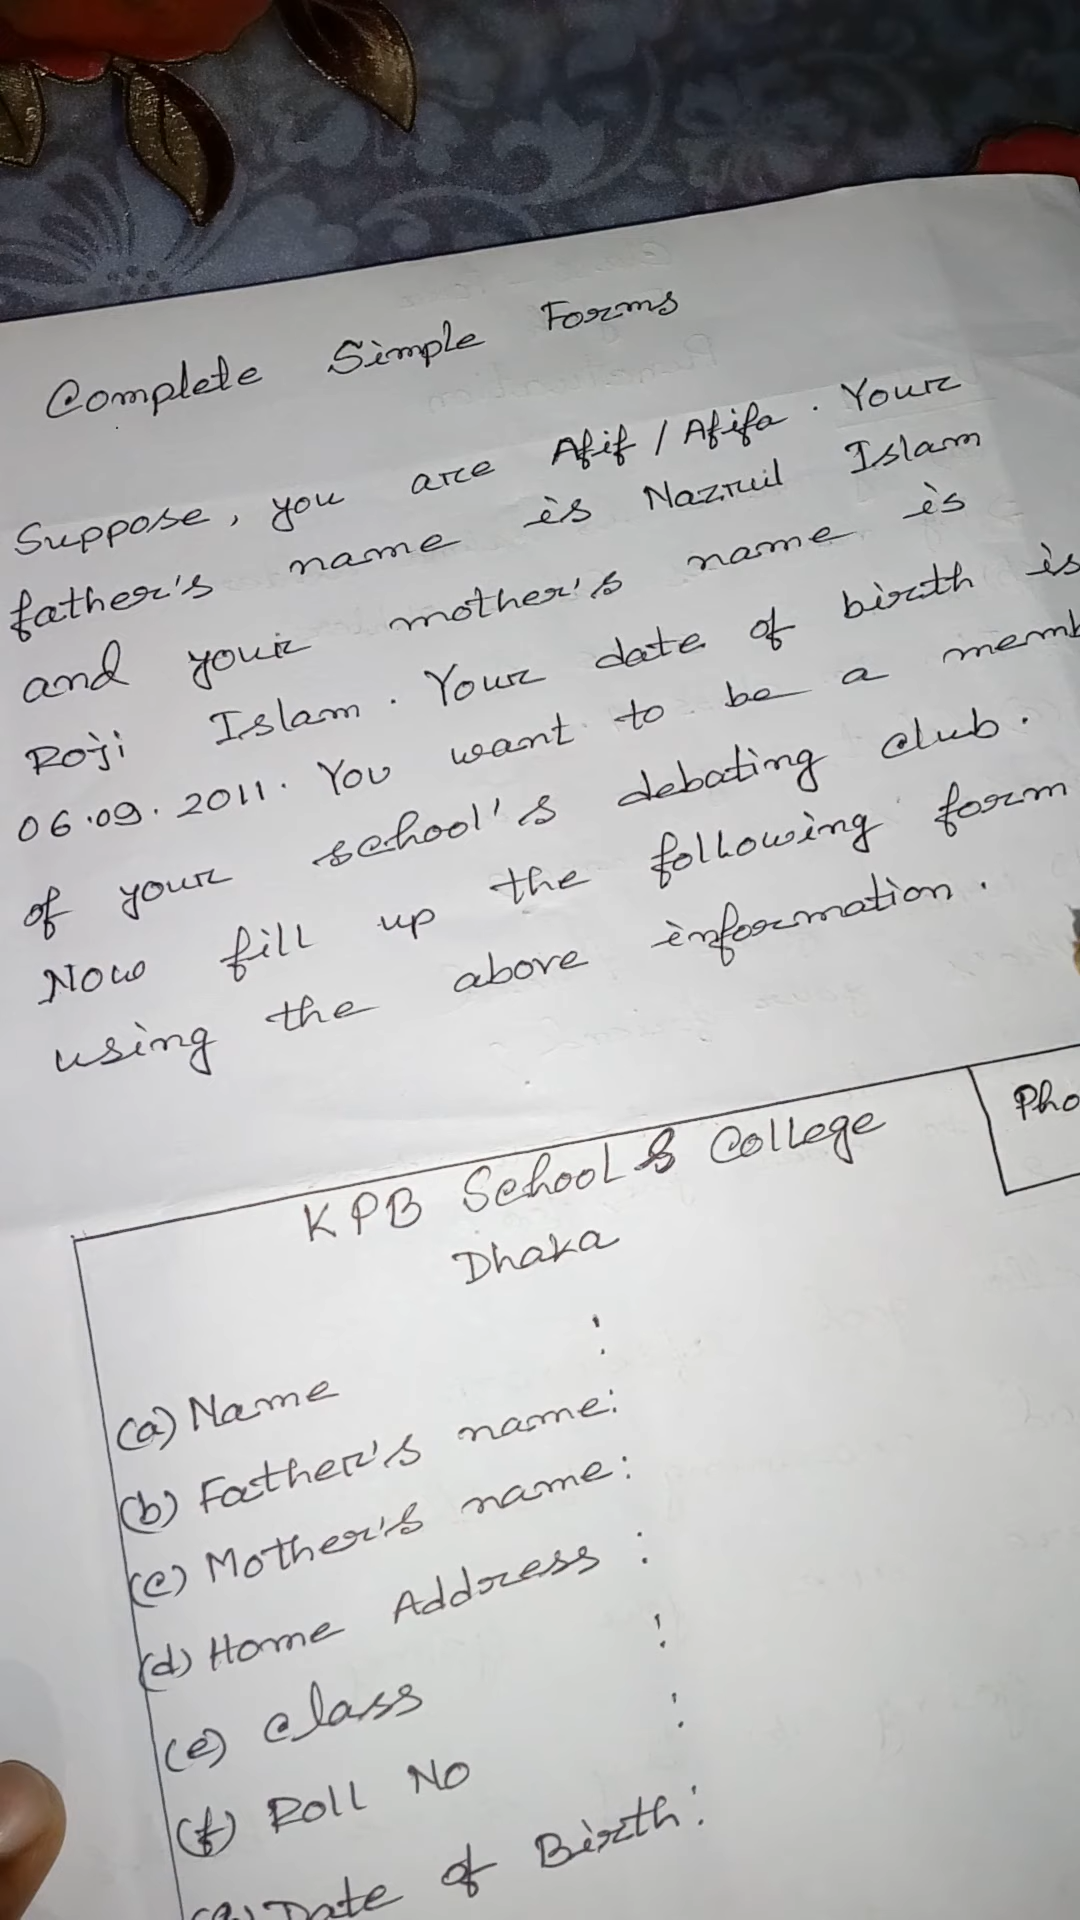 Complete Simple Forms
Suppose, you are Afif / Afifa. Your
father's name is Nazrul Islam
and your mother's name is
Roji Islam. Your date of birth is
06.09.2011. You want to be a memb
of your school's debating club.
Now fill up the following form
using the above information.
KPB School & College
Pho
Dhaka
(a) Name :
(b) Father's name:
(c) Mother's name:
(d) Home Address :
(e) Class :
(f) Roll No :
(g) Date of Birth: